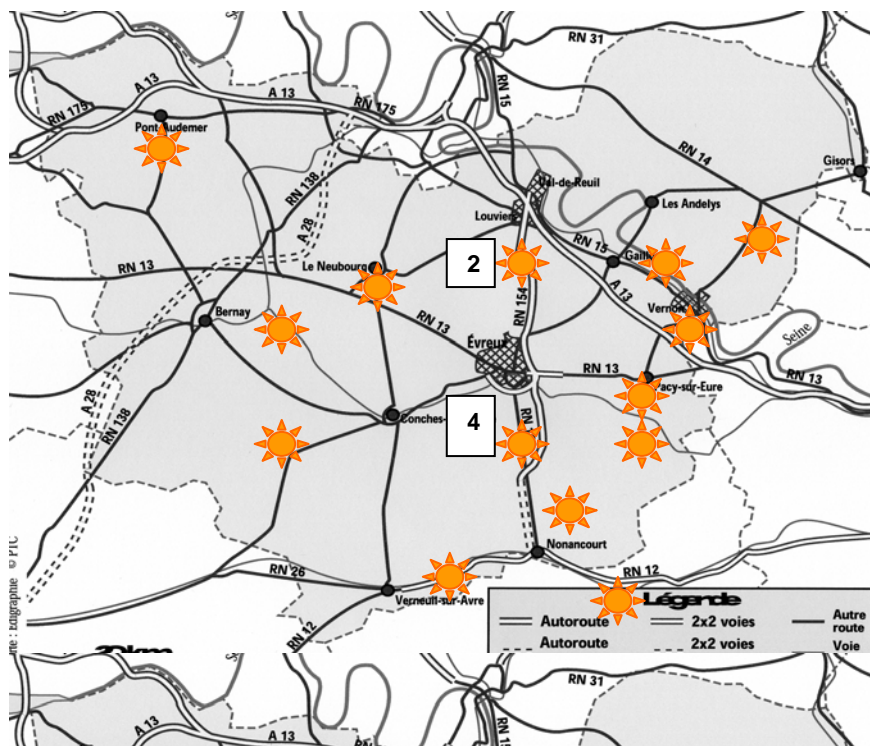 RN 31
A 13
RN 15
RN 175
A 13
RN 175
Pont-Audemer
RN 14
Gisors
RN 138
Val-de-Reuil
Les Andelys
Louviers
A 28
RN 15
2
RN 13
Le Neubourg
A 13
Bernay
RN 154
RN 13
Seine
Évreux
RN 13
RN 13
Pacy-sur-Eure
A 28
RN 138
Conches-
4
Nonancourt
RN 26
RN 12
Verneuil-sur-Avre
RN 12
Légende
Autoroute
2x2 voies
Autre
route
Autoroute
2x2 voies
Voie
20 km
RN 31
A 13